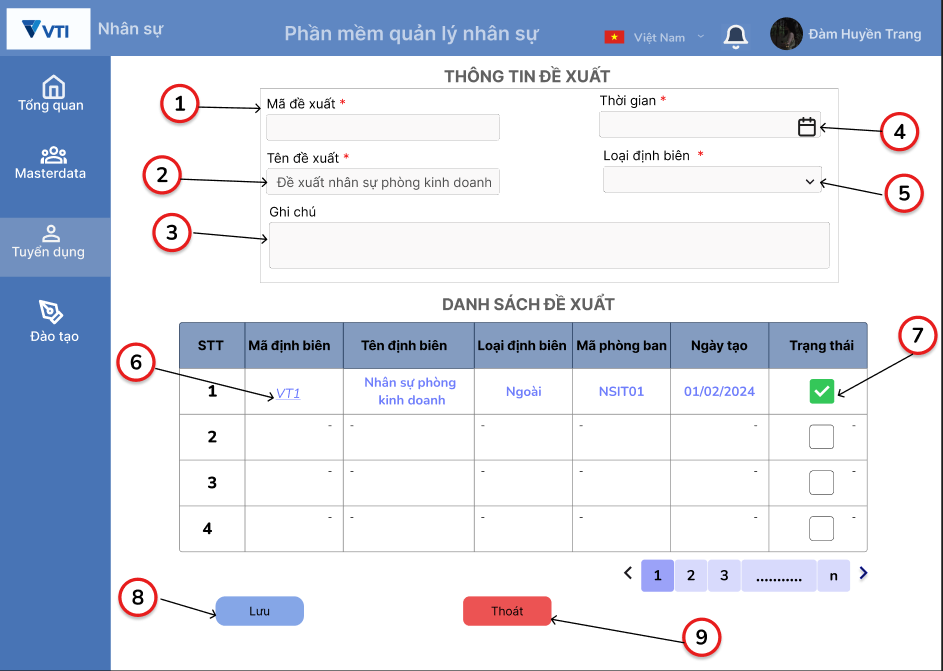 VTI Nhân sự
Phần mềm quản lý nhân sự
Việt Nam
Đàm Huyền Trang
Tổng quan
Masterdata
Tuyển dụng
Đào tạo
THÔNG TIN ĐỀ XUẤT
1
Mã đề xuất *
Thời gian *
4
2
Tên đề xuất *
Đề xuất nhân sự phòng kinh doanh
Loại định biên *
5
3
Ghi chú
DANH SÁCH ĐỀ XUẤT
STT Mã định biên Tên định biên Loại định biên Mã phòng ban Ngày tạo Trạng thái
7
6
1 VT1 Nhân sự phòng kinh doanh Ngoài NSIT01 01/02/2024
2 - - - - - -
3 - - - - - -
4 - - - - - -
< 1 2 3 ........... n >
8
Lưu
Thoát
9